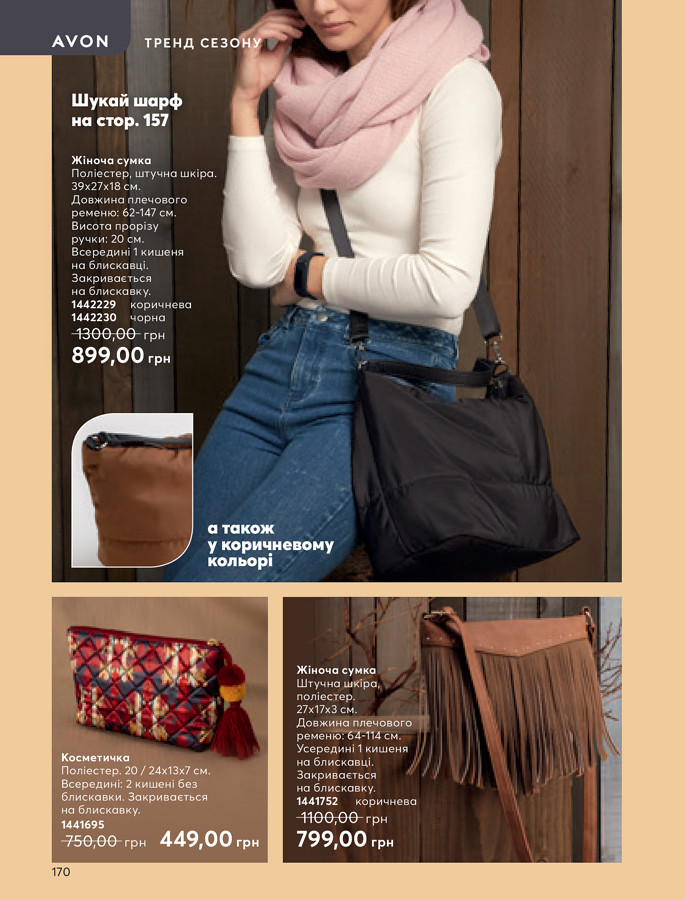 AVON
ТРЕНД СЕЗОНУ
Шукай шарф
на стор. 157
Жіноча сумка
Поліестер, штучна шкіра.
39х27х18 см.
Довжина плечового
ременю: 62-147 см.
Висота прорізу
ручки: 20 см.
Всередині 1 кишеня
на блискавці.
Закривається
на блискавку.
1442229 коричнева
1442230 чорна
1300,00 грн
899,00 грн
а також
у коричневому
кольорі
Косметичка
Поліестер. 20 / 24х13х7 см.
Всередині: 2 кишені без
блискавки. Закривається
на блискавку.
1441695
750,00 грн 449,00 грн
Жіноча сумка
Штучна шкіра,
поліестер.
27х17х3 см.
Довжина плечового
ременю: 64-114 см.
Усередині 1 кишеня
на блискавці.
Закривається
на блискавку.
1441752 коричнева
1100,00 грн
799,00 грн
170